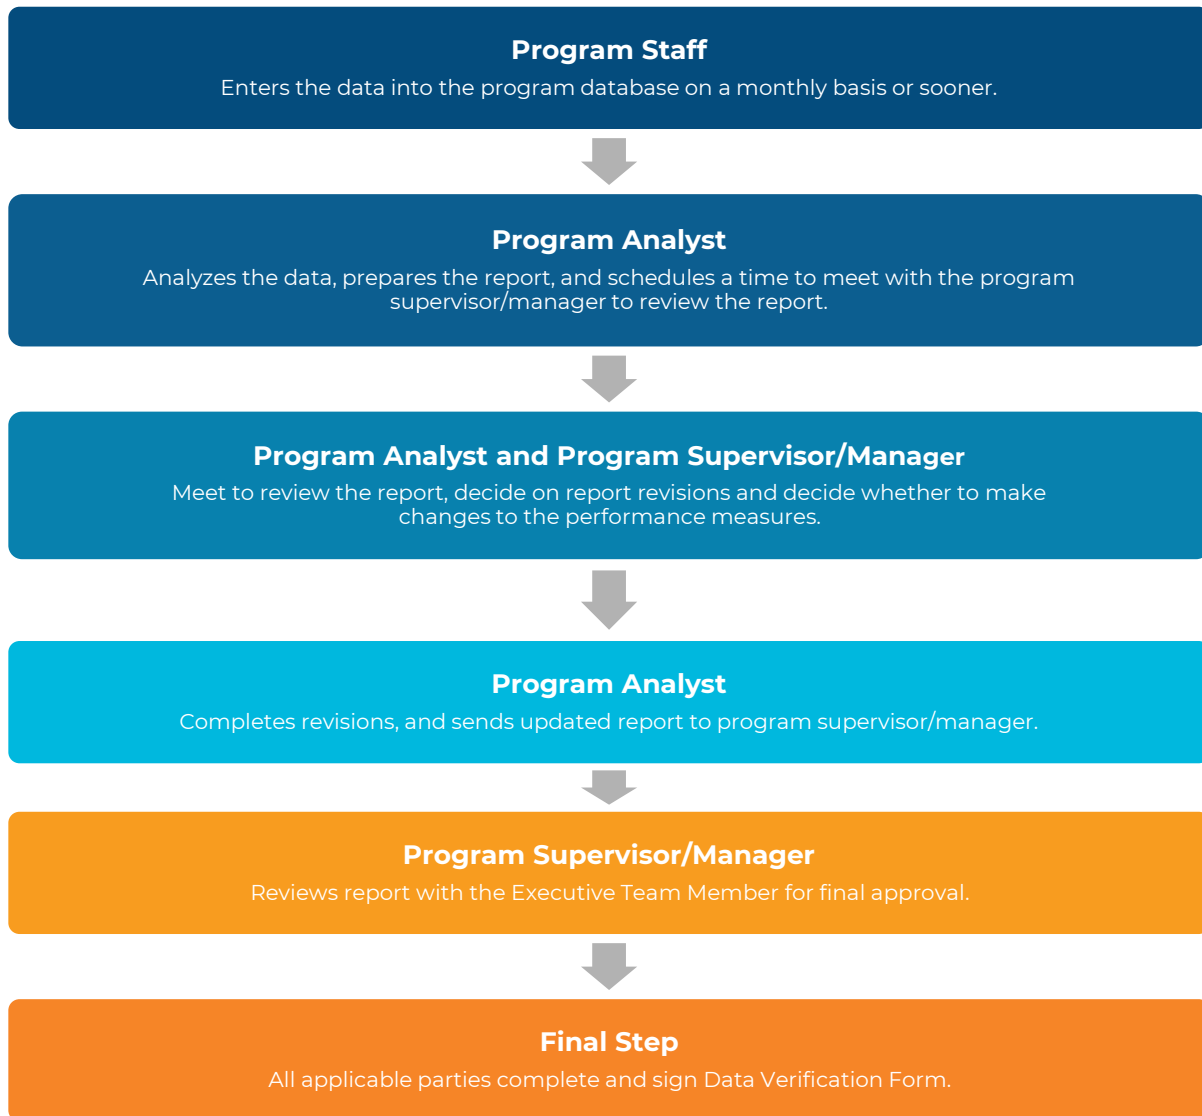 Program Staff
Enters the data into the program database on a monthly basis or sooner.
Program Analyst
Analyzes the data, prepares the report, and schedules a time to meet with the program
supervisor/manager to review the report.
Program Analyst and Program Supervisor/Manager
Meet to review the report, decide on report revisions and decide whether to make
changes to the performance measures.
Program Analyst
Completes revisions, and sends updated report to program supervisor/manager.
Program Supervisor/Manager
Reviews report with the Executive Team Member for final approval.
Final Step
All applicable parties complete and sign Data Verification Form.